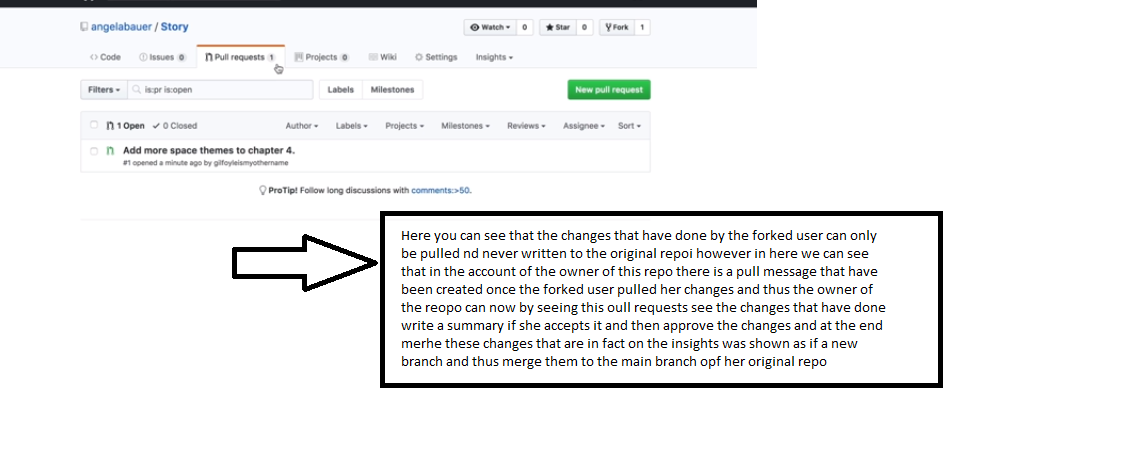 angelabauer / Story
Watch 0 Star 0 Fork 1
Code Issues 0 Pull requests 1 Projects 0 Wiki Settings Insights
Filters is:pr is:open Labels Milestones New pull request
1 Open 0 Closed Author Labels Projects Milestones Reviews Assignee Sort
Add more space themes to chapter 4.
#1 opened a minute ago by gilfoyleismyothername
ProTip! Follow long discussions with comments:>50.
Here you can see that the changes that have done by the forked user can only
be pulled nd never written to the original repoi however in here we can see
that in the account of the owner of this repo there is a pull message that have
been created once the forked user pulled her changes and thus the owner of
the reopo can now by seeing this oull requests see the changes that have done
write a summary if she accepts it and then approve the changes and at the end
merhe these changes that are in fact on the insights was shown as if a new
branch and thus merge them to the main branch opf her original repo